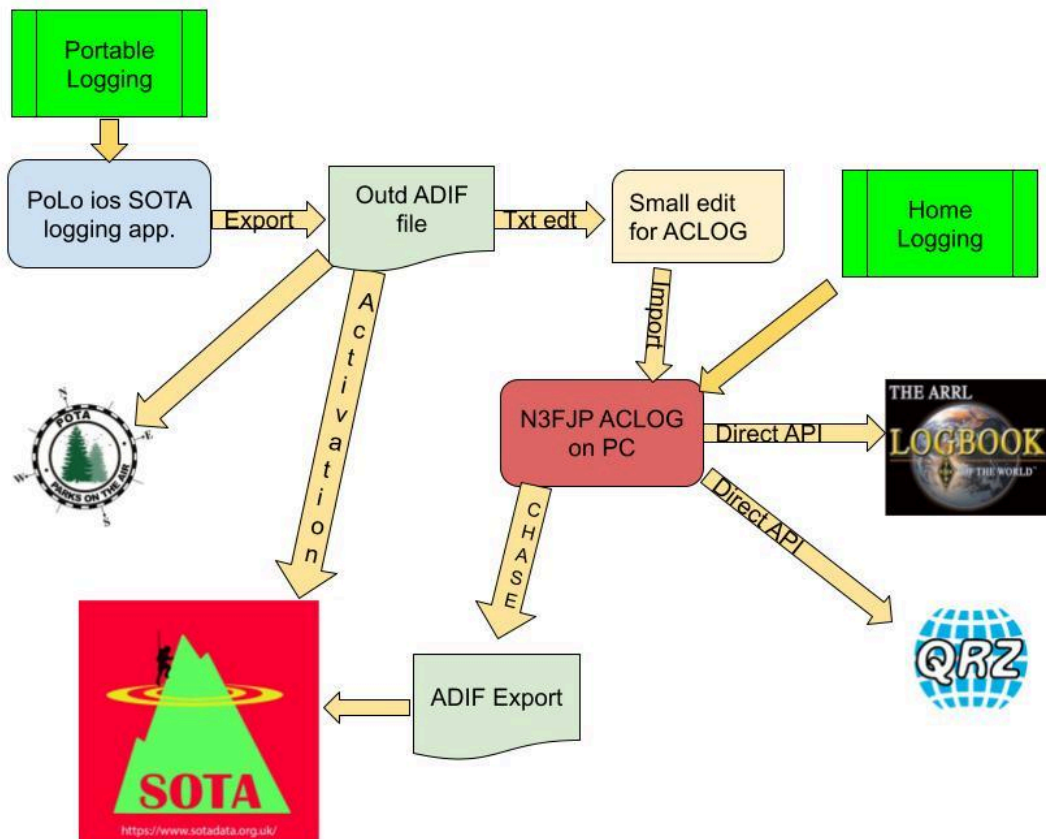 Portable
Logging
PoLo ios SOTA
logging app.
Export
Outd ADIF
file
Txt edt
Small edit
for ACLOG
Home
Logging
Activation
Import
N
POTA
E
W
PARKS ON THE AIR
S
N3FJP ACLOG
on PC
Direct API
THE ARRL
LOGBOOK
OF THE WORLD
Direct API
CHASE
QRZ
ADIF Export
SOTA
https://www.sotadata.org.uk/